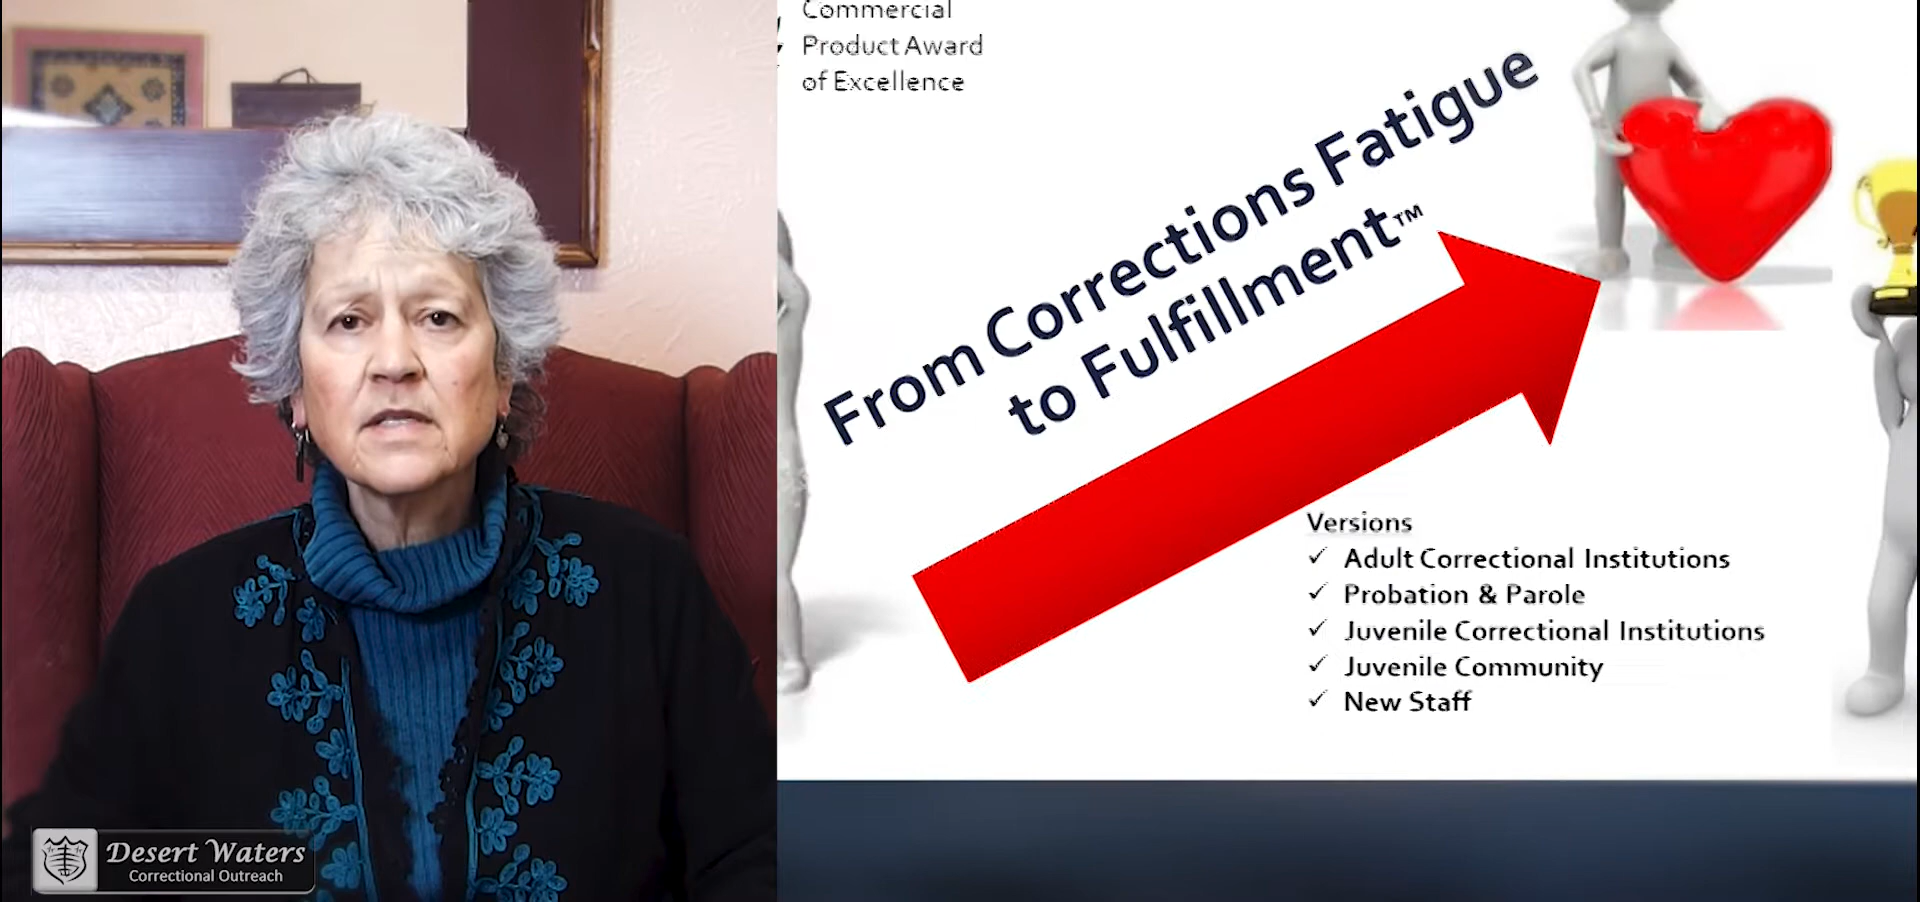 Commercial
Product Award
of Excellence
From Corrections Fatigue
to Fulfillment™
Versions
✓ Adult Correctional Institutions
✓ Probation & Parole
✓ Juvenile Correctional Institutions
✓ Juvenile Community
✓ New Staff
Desert Waters
Correctional Outreach